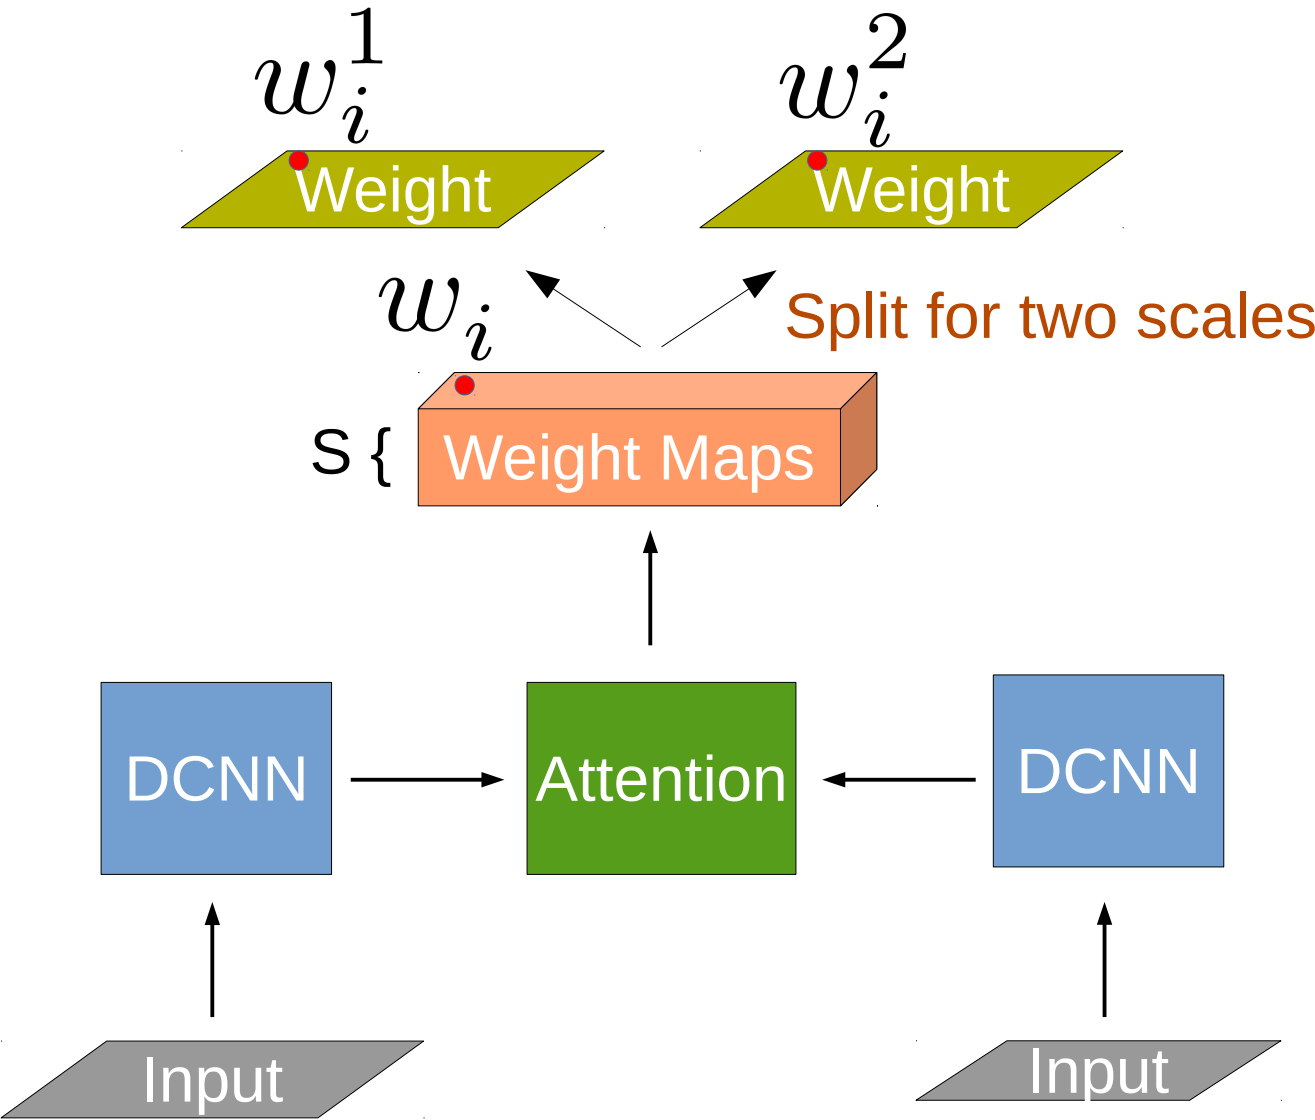 w_i^1
w_i^2
Weight
Weight
w_i
Split for two scales
S {
Weight Maps
DCNN
Attention
DCNN
Input
Input